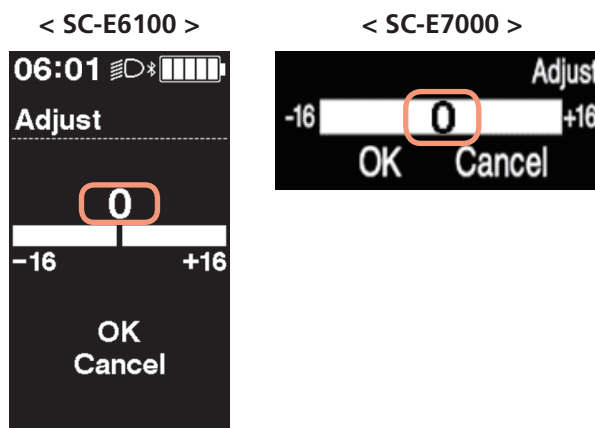 < SC-E6100 >
06:01
Adjust
0
-16 +16
OK
Cancel
< SC-E7000 >
Adjust
-16 0 +16
OK Cancel